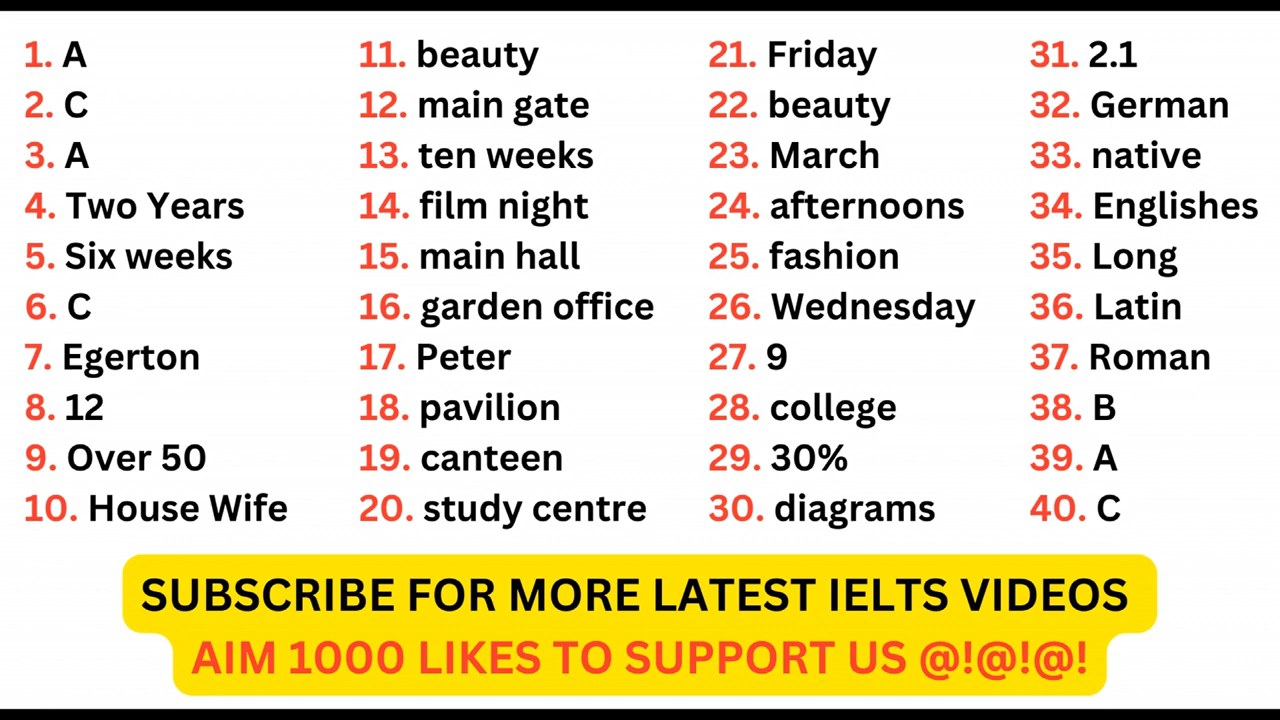 1. A
2. C
3. A
4. Two Years
5. Six weeks
6. C
7. Egerton
8. 12
9. Over 50
10. House Wife
11. beauty
12. main gate
13. ten weeks
14. film night
15. main hall
16. garden office
17. Peter
18. pavilion
19. canteen
20. study centre
21. Friday
22. beauty
23. March
24. afternoons
25. fashion
26. Wednesday
27. 9
28. college
29. 30%
30. diagrams
31. 2.1
32. German
33. native
34. Englishes
35. Long
36. Latin
37. Roman
38. B
39. A
40. C
SUBSCRIBE FOR MORE LATEST IELTS VIDEOS
AIM 1000 LIKES TO SUPPORT US @!@!@!